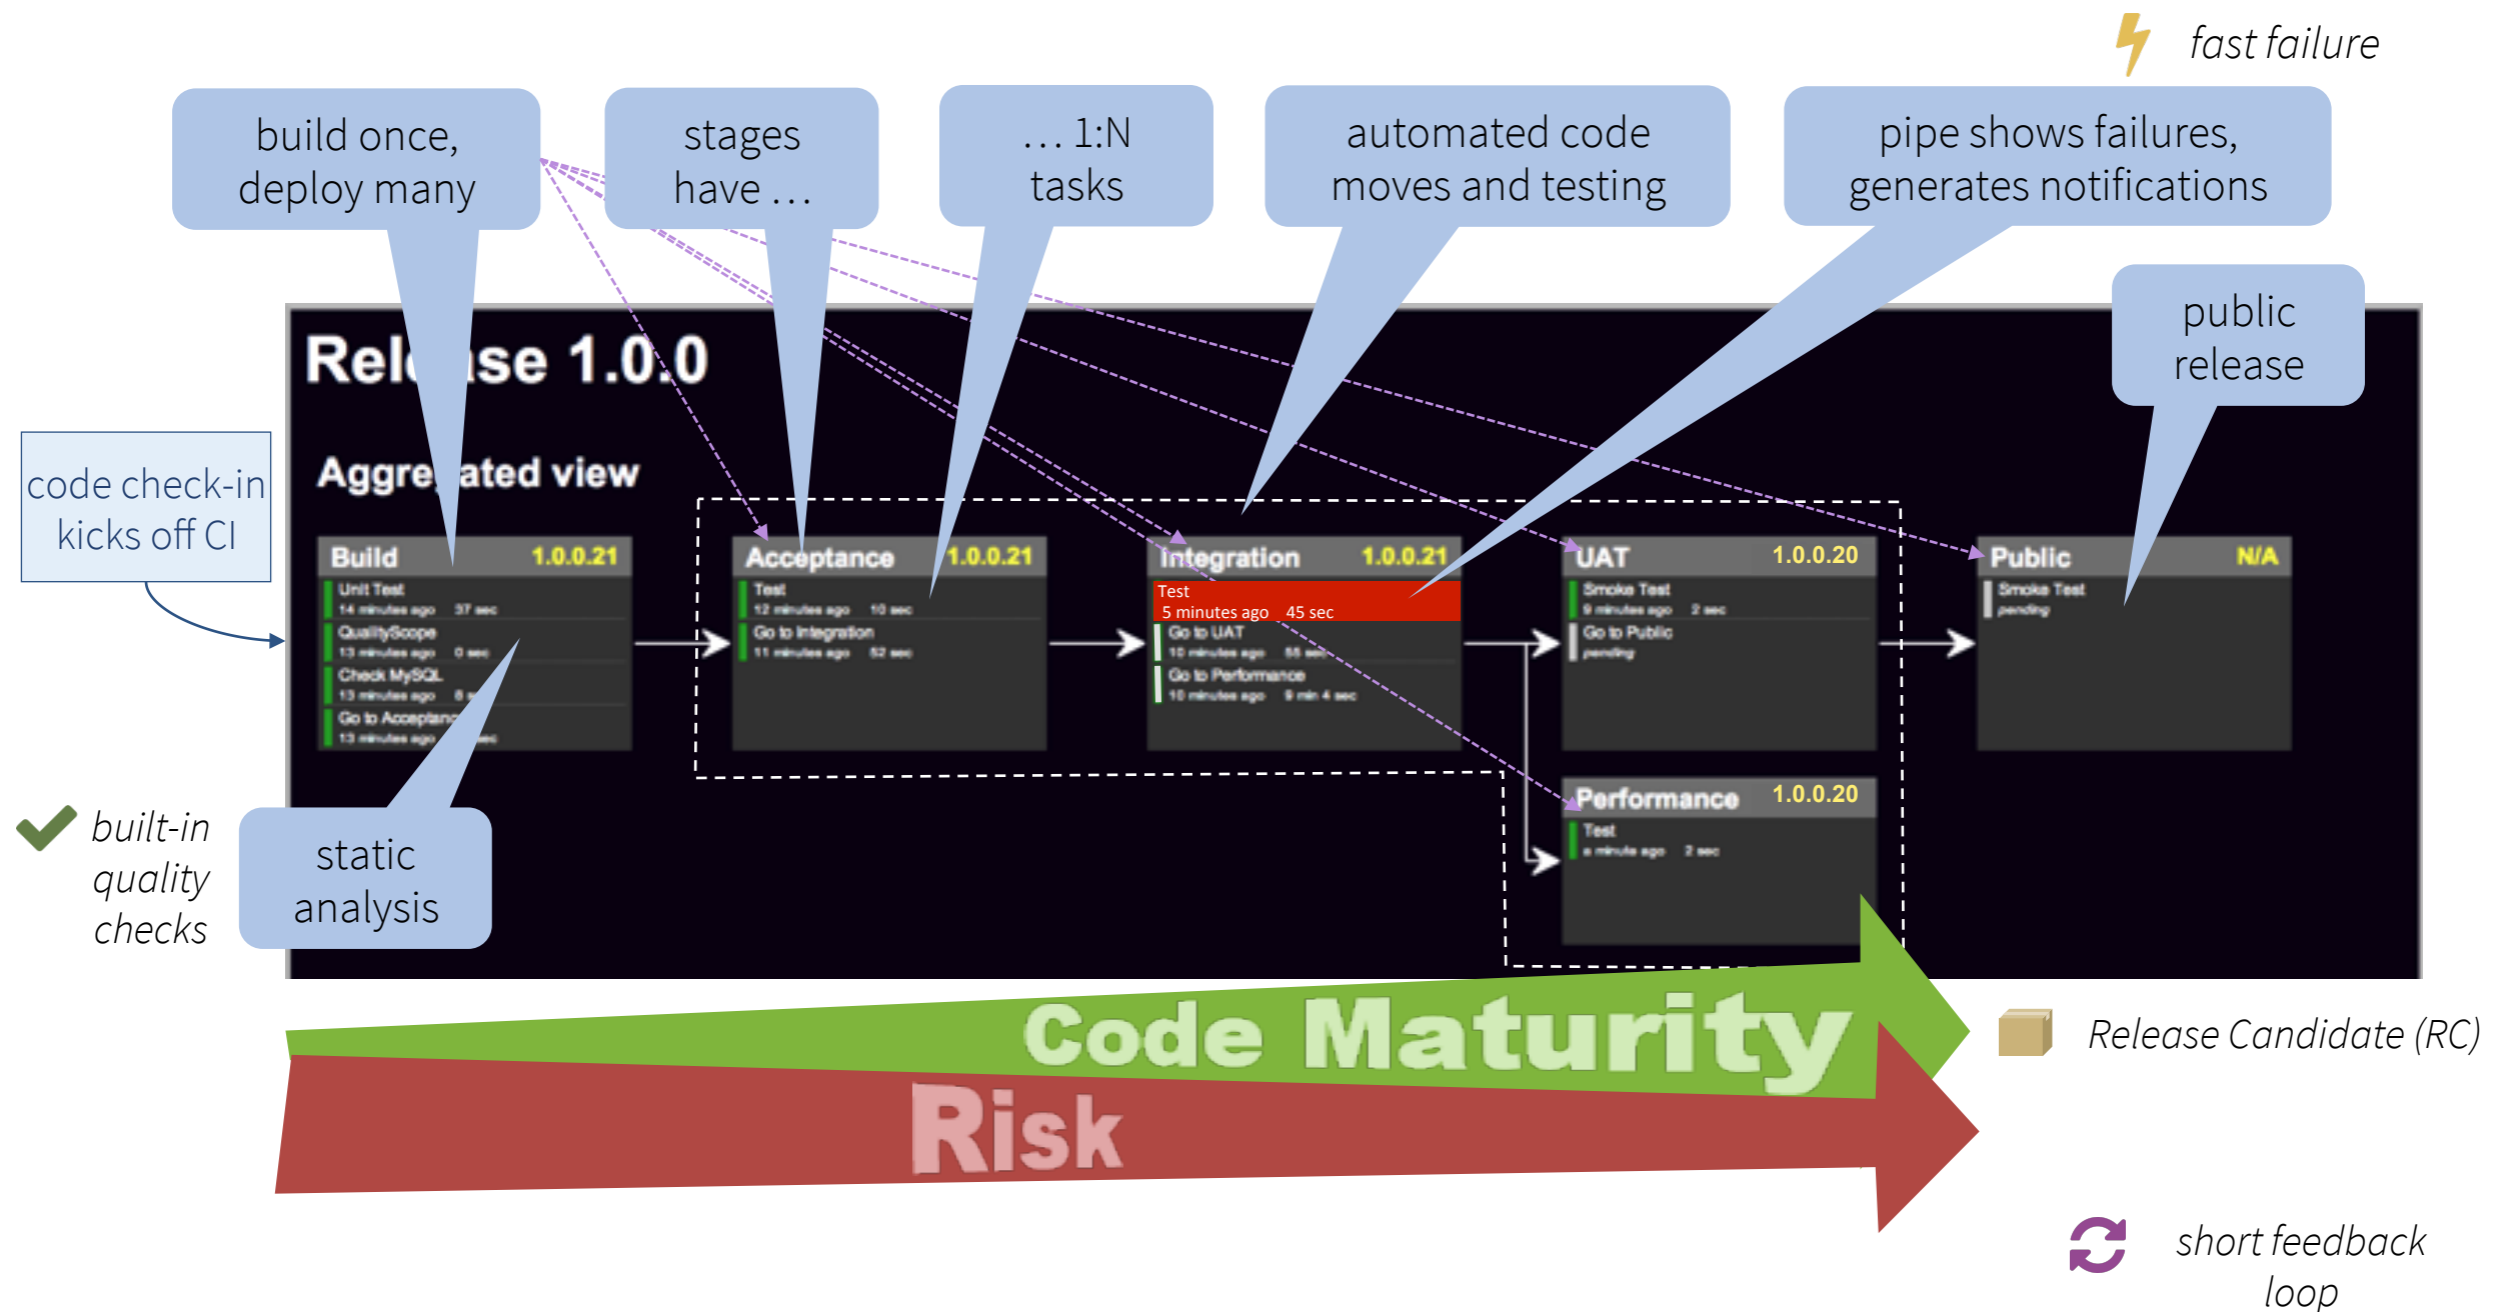 fast failure
build once,
deploy many
stages
have ...
... 1:N
tasks
automated code
moves and testing
pipe shows failures,
generates notifications
public
release
Release 1.0.0
Aggregated view
code check-in
kicks off CI
Build 1.0.0.21
Unit Test
14 minutes ago 37 sec
QualityScope
13 minutes ago 0 sec
Check MySQL
13 minutes ago 8
Go to Acceptance
13 minutes ago sec
Acceptance 1.0.0.21
Test
12 minutes ago 10 sec
Go to Integration
11 minutes ago 52 sec
Integration 1.0.0.21
Test
5 minutes ago 45 sec
Go to UAT
10 minutes ago 55 sec
Go to Performance
10 minutes ago 9 min 4 sec
UAT 1.0.0.20
Smoke Test
9 minutes ago 2 sec
Go to Public
pending
Public N/A
Smoke Test
pending
Performance 1.0.0.20
Test
a minute ago 2 sec
built-in
quality
checks
static
analysis
Code Maturity
Risk
Release Candidate (RC)
short feedback
loop